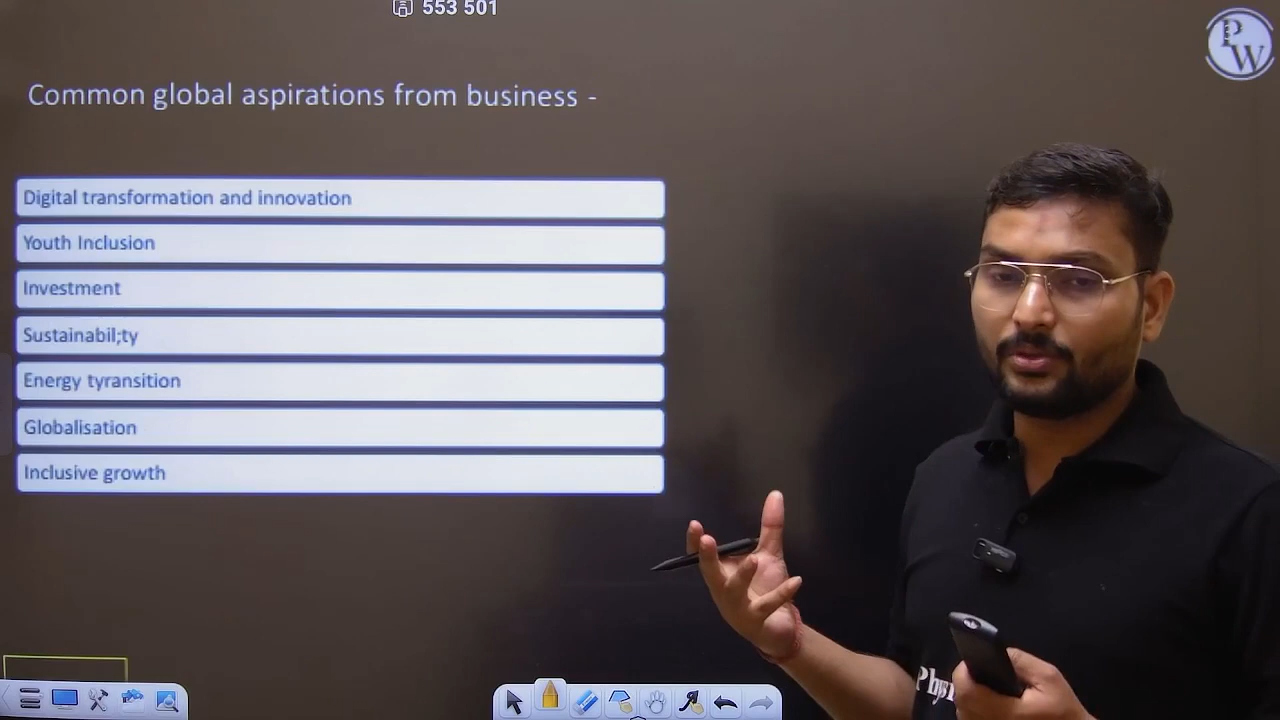 553 501
PW
Common global aspirations from business -
Digital transformation and innovation
Youth Inclusion
Investment
Sustainabil;ty
Energy tyransition
Globalisation
Inclusive growth